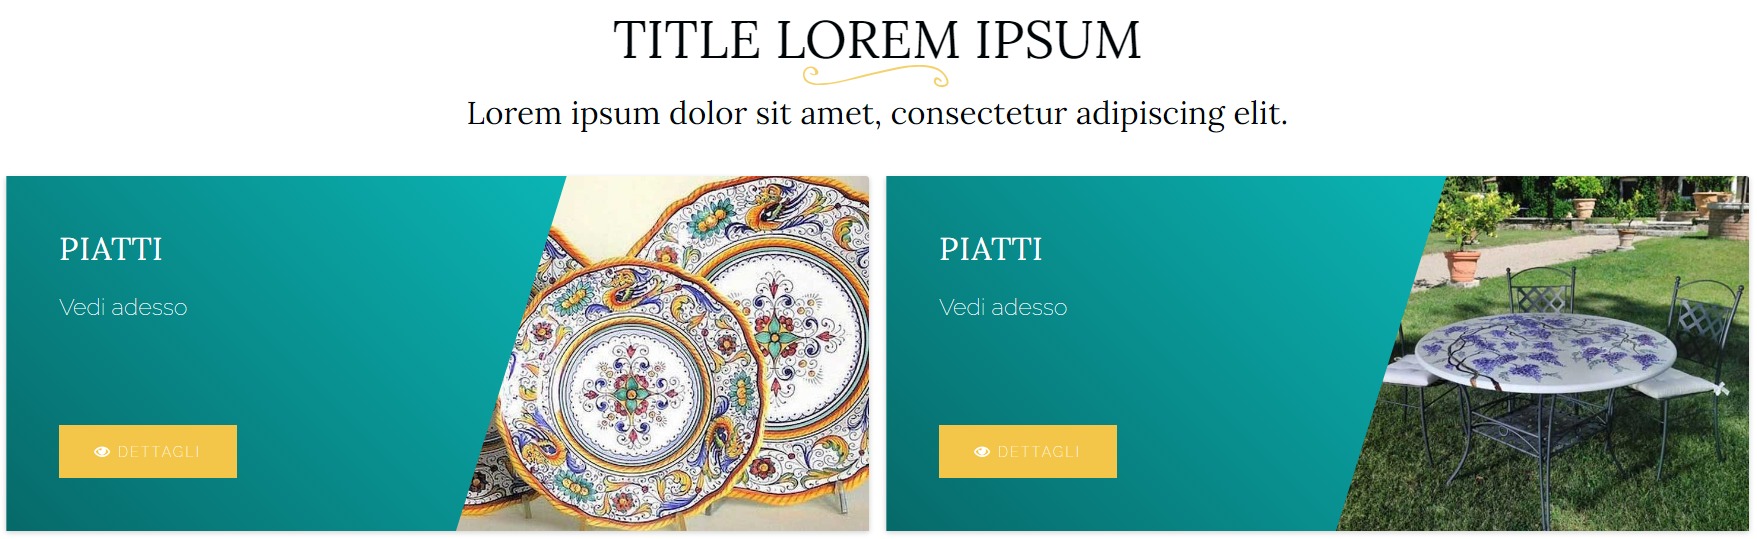 TITLE LOREM IPSUM
Lorem ipsum dolor sit amet, consectetur adipiscing elit.
PIATTI
Vedi adesso
DETTAGLI
PIATTI
Vedi adesso
DETTAGLI